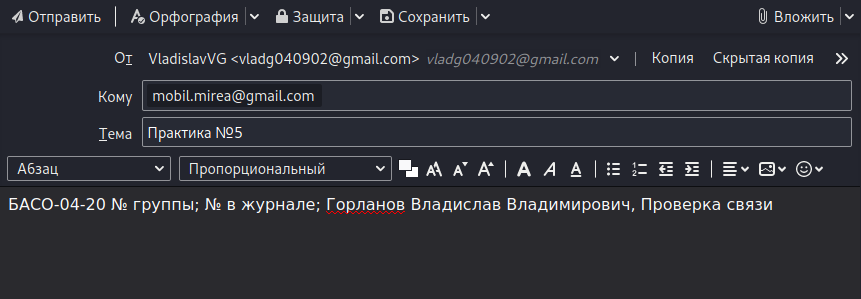 Отправить Орфография Защита Сохранить Вложить
От VladislavVG <vladg040902@gmail.com> vladg040902@gmail.com Копия Скрытая копия
Кому mobil.mirea@gmail.com
Тема Практика №5
Абзац Пропорциональный
БАСО-04-20 № группы; № в журнале; Горланов Владислав Владимирович, Проверка связи